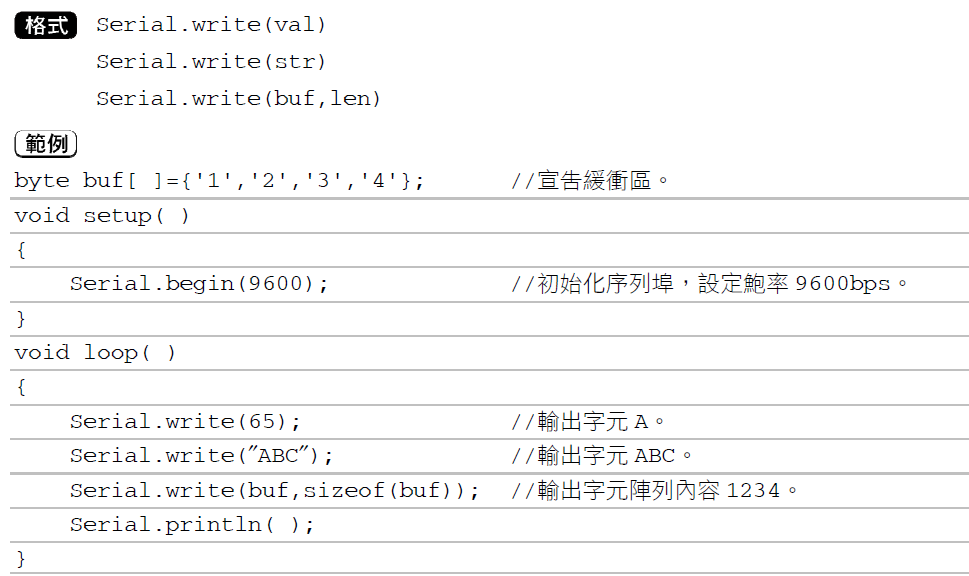 格式 Serial.write(val)
Serial.write(str)
Serial.write(buf,len)
範例
byte buf[ ]={'1','2','3','4'}; //宣告緩衝區。
void setup( )
{
Serial.begin(9600); //初始化序列埠，設定鮑率 9600bps。
}
void loop( )
{
Serial.write(65); //輸出字元 A。
Serial.write(″ABC″); //輸出字元 ABC。
Serial.write(buf,sizeof(buf)); //輸出字元陣列內容 1234。
Serial.println( );
}